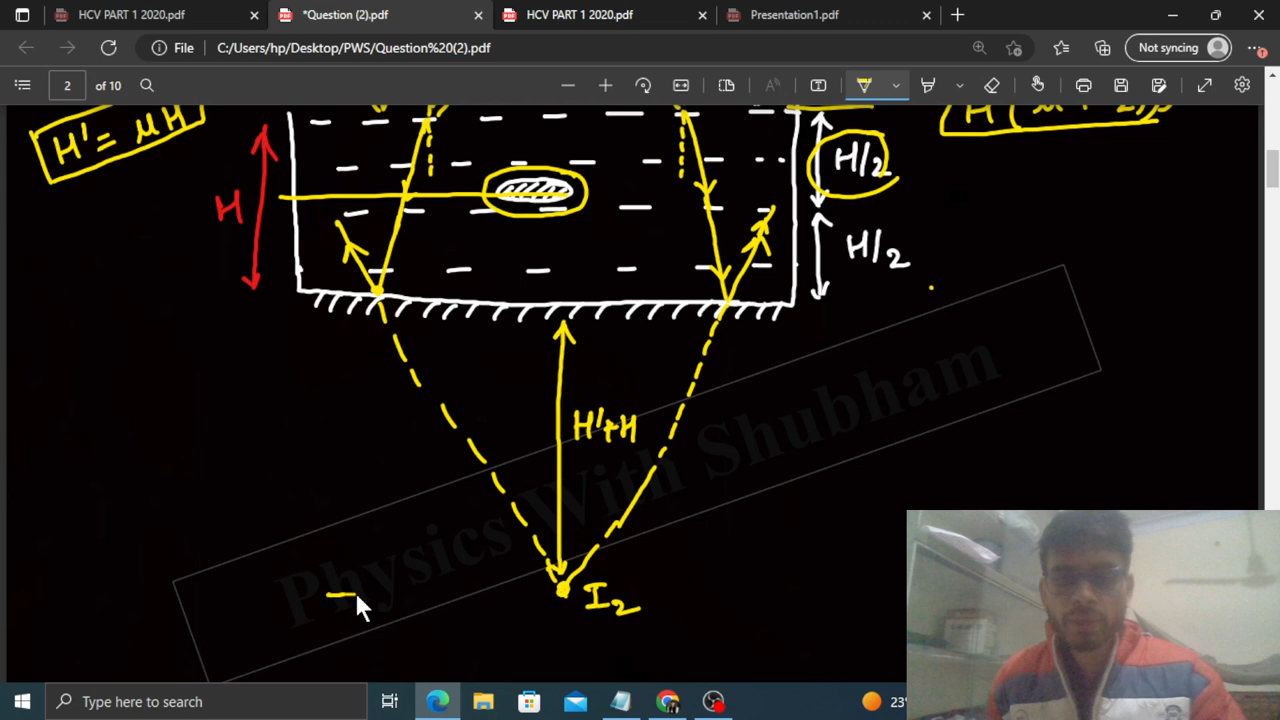 HCV PART 1 2020.pdf
*Question (2).pdf
HCV PART 1 2020.pdf
Presentation1.pdf
File
C:/Users/hp/Desktop/PWS/Question%20(2).pdf
Not syncing
2 of 10
H' = μH
H
H/2
H/2
H'+H
I2
Physics With Shubham
Type here to search